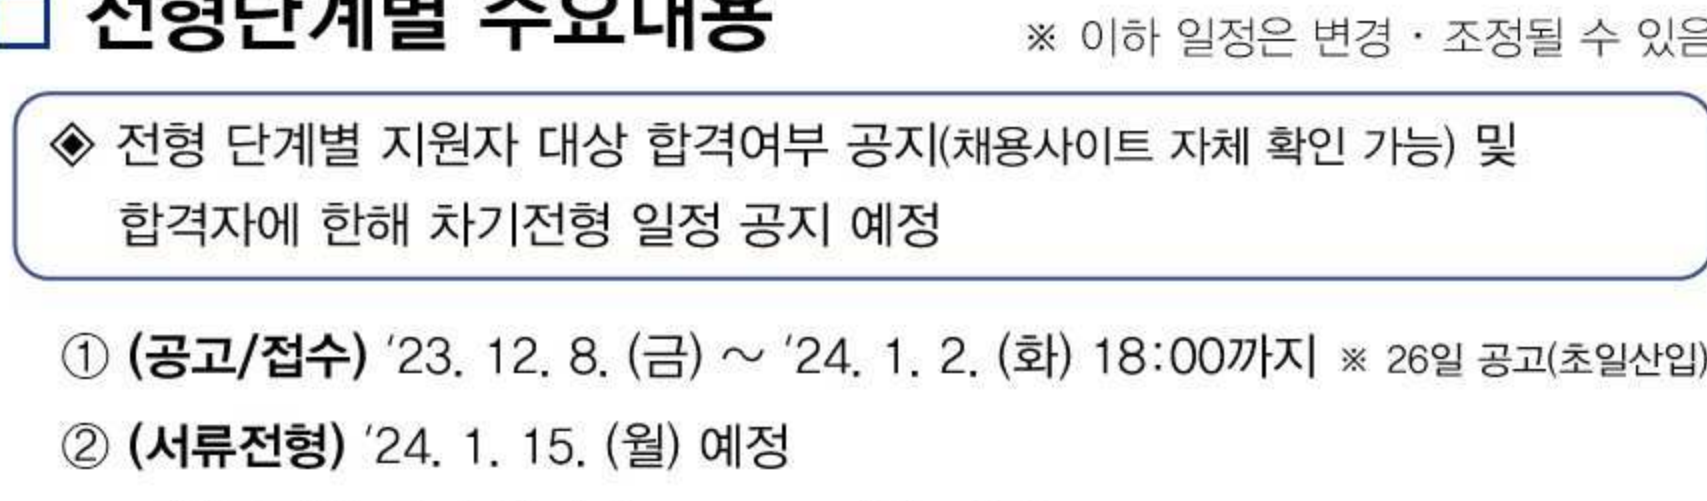 □ 전형단계별 주요내용 ※ 이하 일정은 변경 · 조정될 수 있음
◈ 전형 단계별 지원자 대상 합격여부 공지(채용사이트 자체 확인 가능) 및
합격자에 한해 차기전형 일정 공지 예정
① (공고/접수) ‘23. 12. 8. (금) ~ ‘24. 1. 2. (화) 18:00까지 ※ 26일 공고(초일산입)
② (서류전형) ‘24. 1. 15. (월) 예정